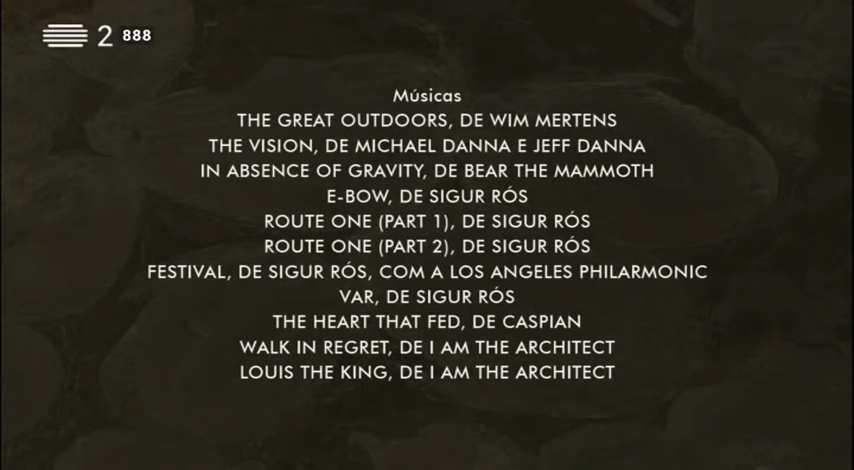 2 888
Músicas
THE GREAT OUTDOORS, DE WIM MERTENS
THE VISION, DE MICHAEL DANNA E JEFF DANNA
IN ABSENCE OF GRAVITY, DE BEAR THE MAMMOTH
E-BOW, DE SIGUR RÓS
ROUTE ONE (PART 1), DE SIGUR RÓS
ROUTE ONE (PART 2), DE SIGUR RÓS
FESTIVAL, DE SIGUR RÓS, COM A LOS ANGELES PHILARMONIC
VAR, DE SIGUR RÓS
THE HEART THAT FED, DE CASPIAN
WALK IN REGRET, DE I AM THE ARCHITECT
LOUIS THE KING, DE I AM THE ARCHITECT